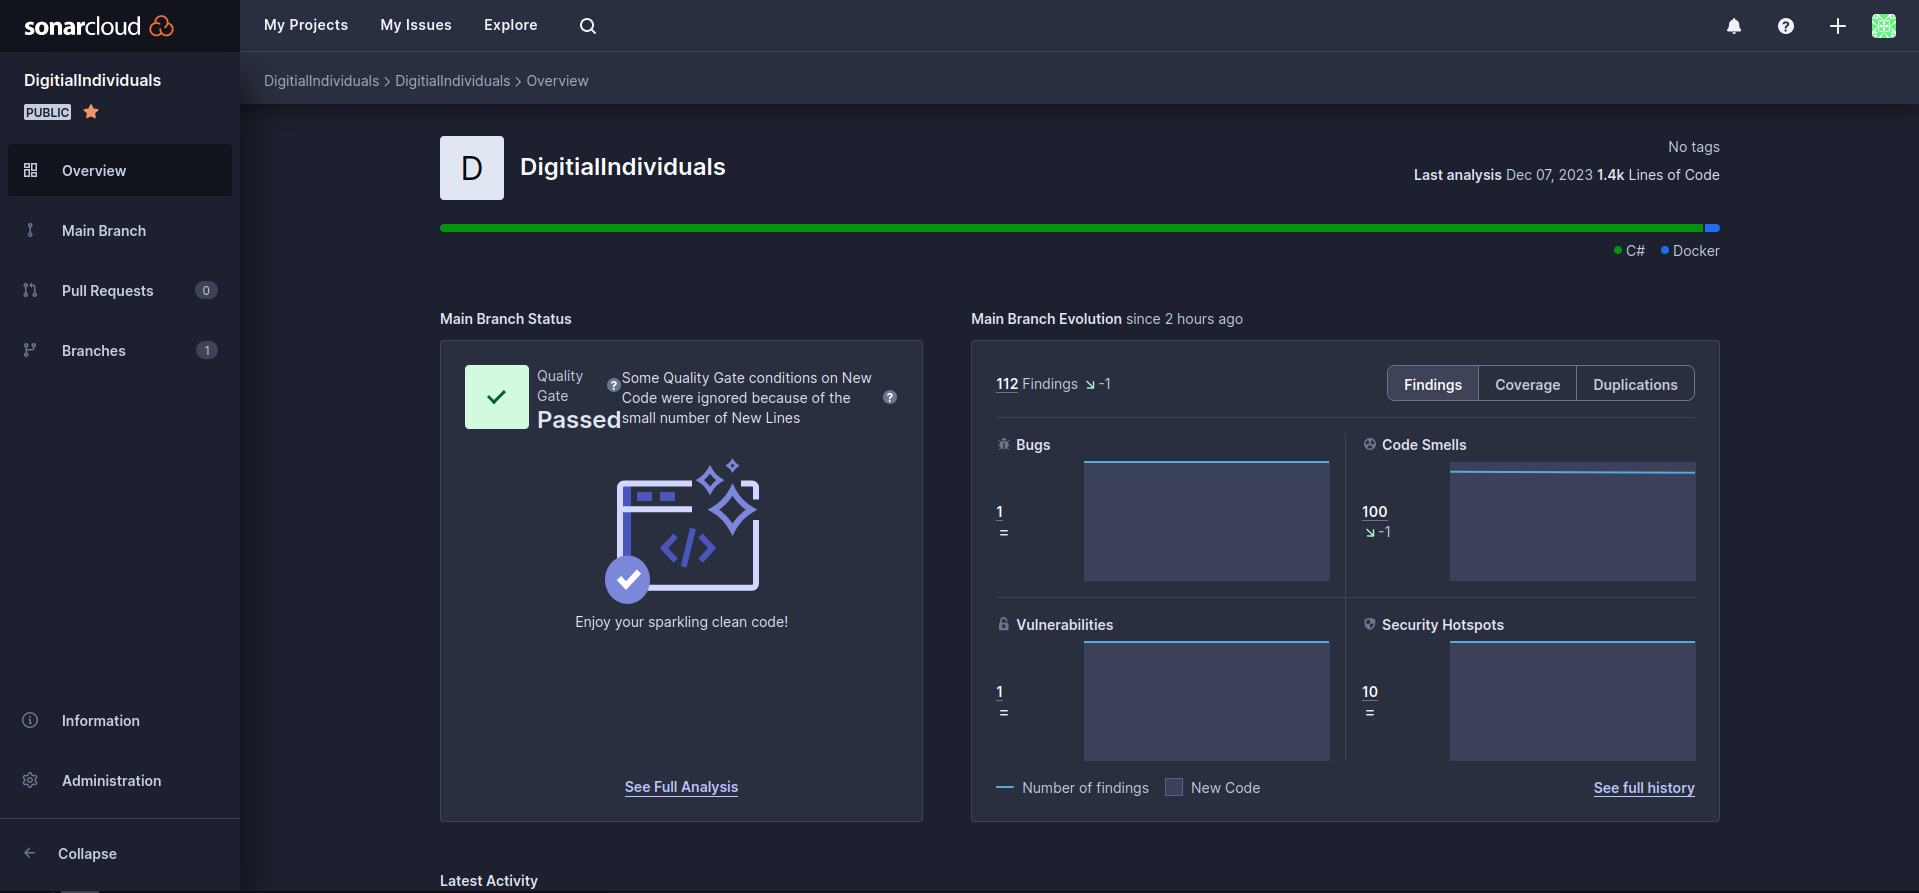 sonarcloud
My Projects My Issues Explore
DigitialIndividuals
PUBLIC
DigitialIndividuals > DigitialIndividuals > Overview
Overview
Main Branch
Pull Requests 0
Branches 1
Information
Administration
Collapse
D DigitialIndividuals
No tags
Last analysis Dec 07, 2023 1.4k Lines of Code
C# Docker
Main Branch Status
Quality
Gate
Passed
?
Some Quality Gate conditions on New
Code were ignored because of the
small number of New Lines
?
</>
Enjoy your sparkling clean code!
See Full Analysis
Main Branch Evolution since 2 hours ago
112 Findings -1
Findings Coverage Duplications
Bugs
1
=
Code Smells
100
-1
Vulnerabilities
1
=
Security Hotspots
10
=
Number of findings New Code
See full history
Latest Activity